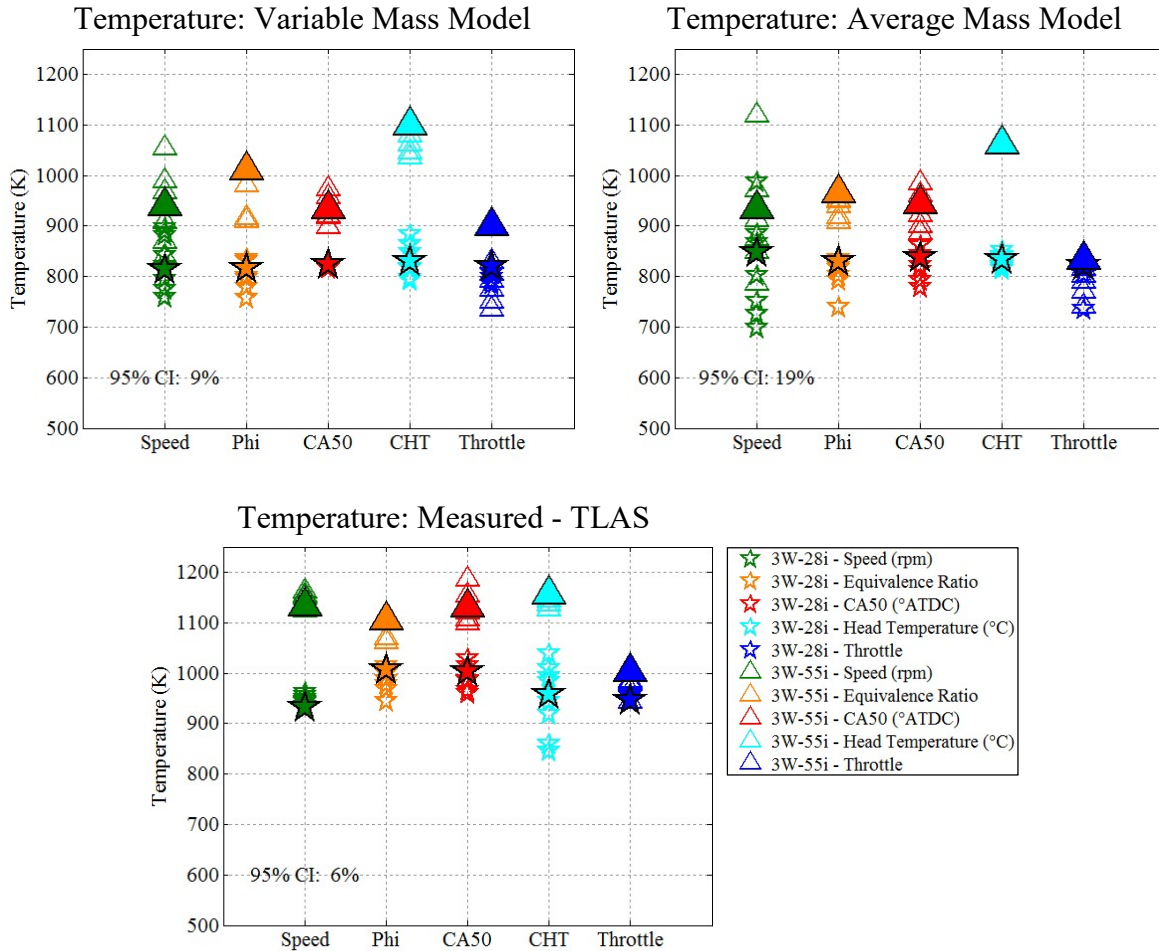 Temperature: Variable Mass Model
1200
1100
1000
900
800
700
600
500
Temperature (K)
95% CI: 9%
Speed Phi CA50 CHT Throttle
Temperature: Average Mass Model
1200
1100
1000
900
800
700
600
500
Temperature (K)
95% CI: 19%
Speed Phi CA50 CHT Throttle
Temperature: Measured - TLAS
1200
1100
1000
900
800
700
600
500
Temperature (K)
95% CI: 6%
Speed Phi CA50 CHT Throttle
3W-28i - Speed (rpm)
3W-28i - Equivalence Ratio
3W-28i - CA50 (°ATDC)
3W-28i - Head Temperature (°C)
3W-28i - Throttle
3W-55i - Speed (rpm)
3W-55i - Equivalence Ratio
3W-55i - CA50 (°ATDC)
3W-55i - Head Temperature (°C)
3W-55i - Throttle